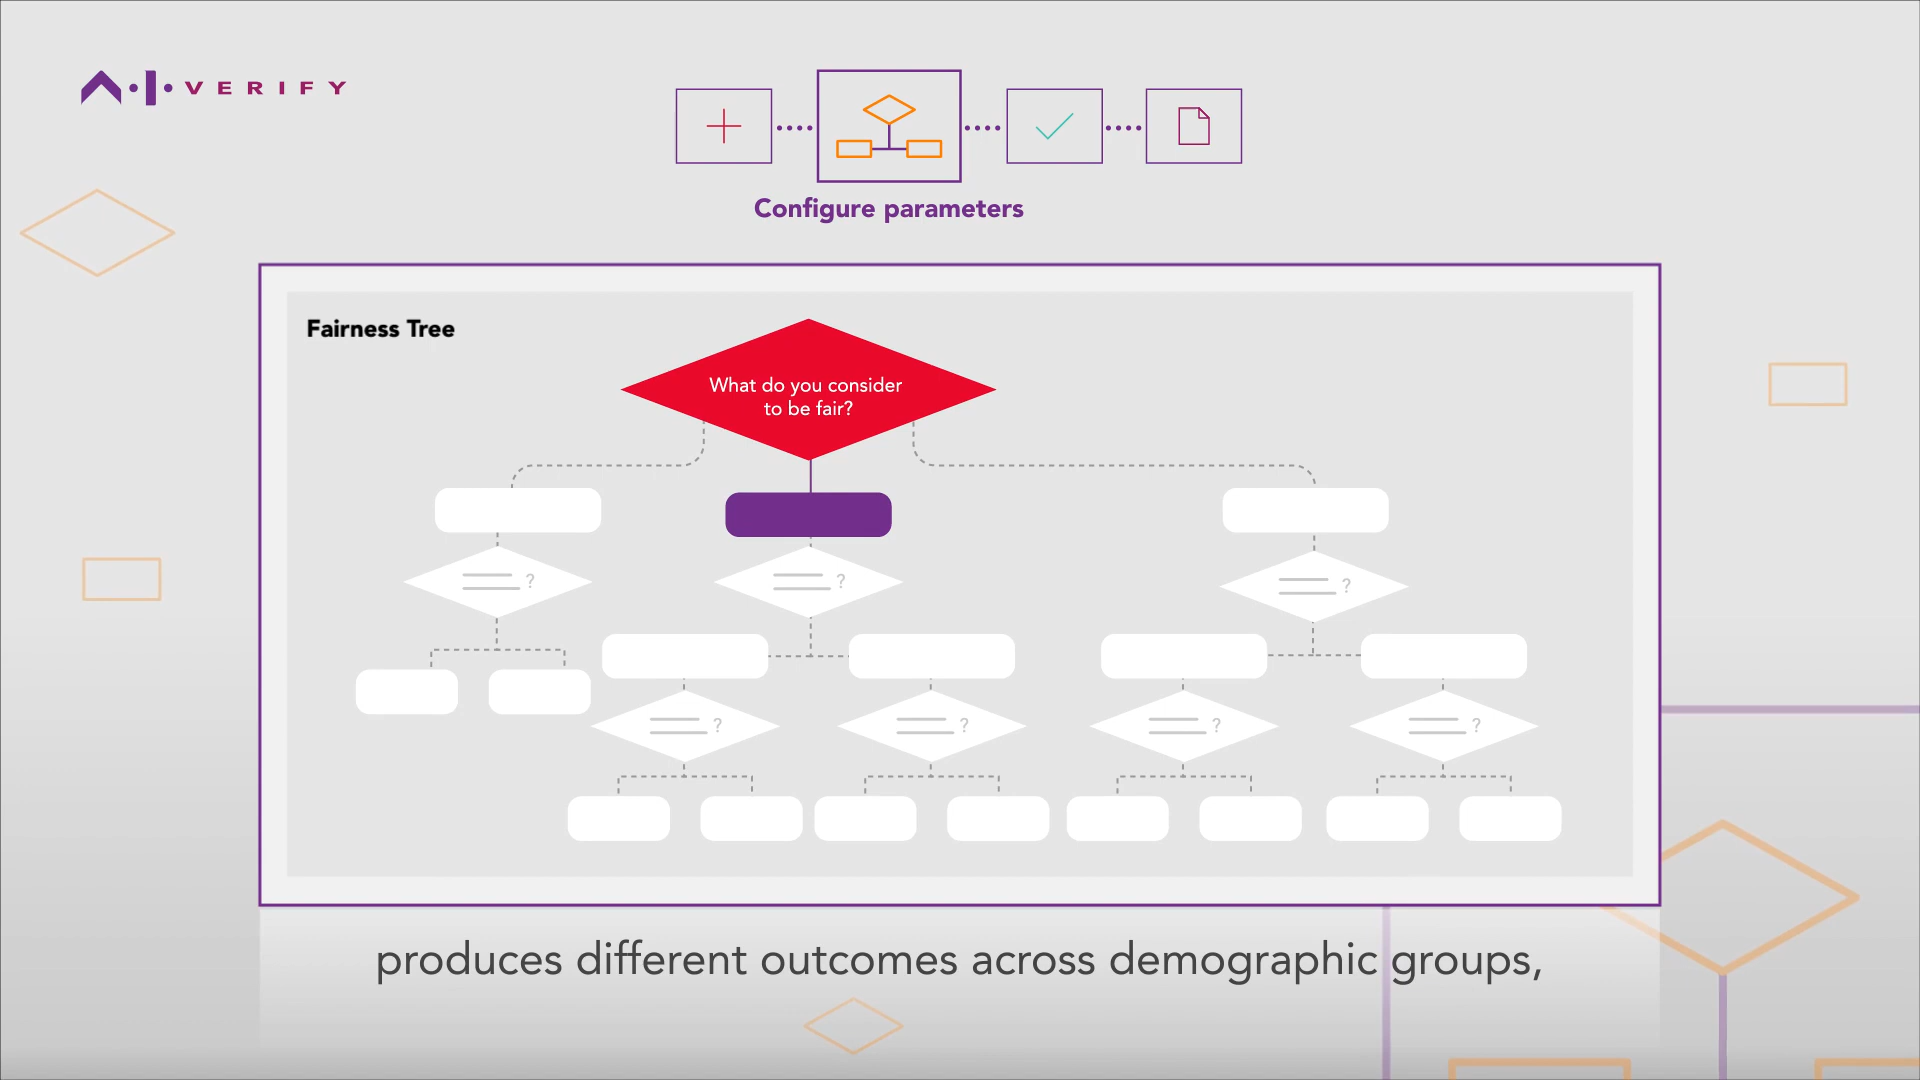 A.I. VERIFY
Configure parameters
Fairness Tree
What do you consider
to be fair?
?
?
?
?
?
?
?
produces different outcomes across demographic groups,